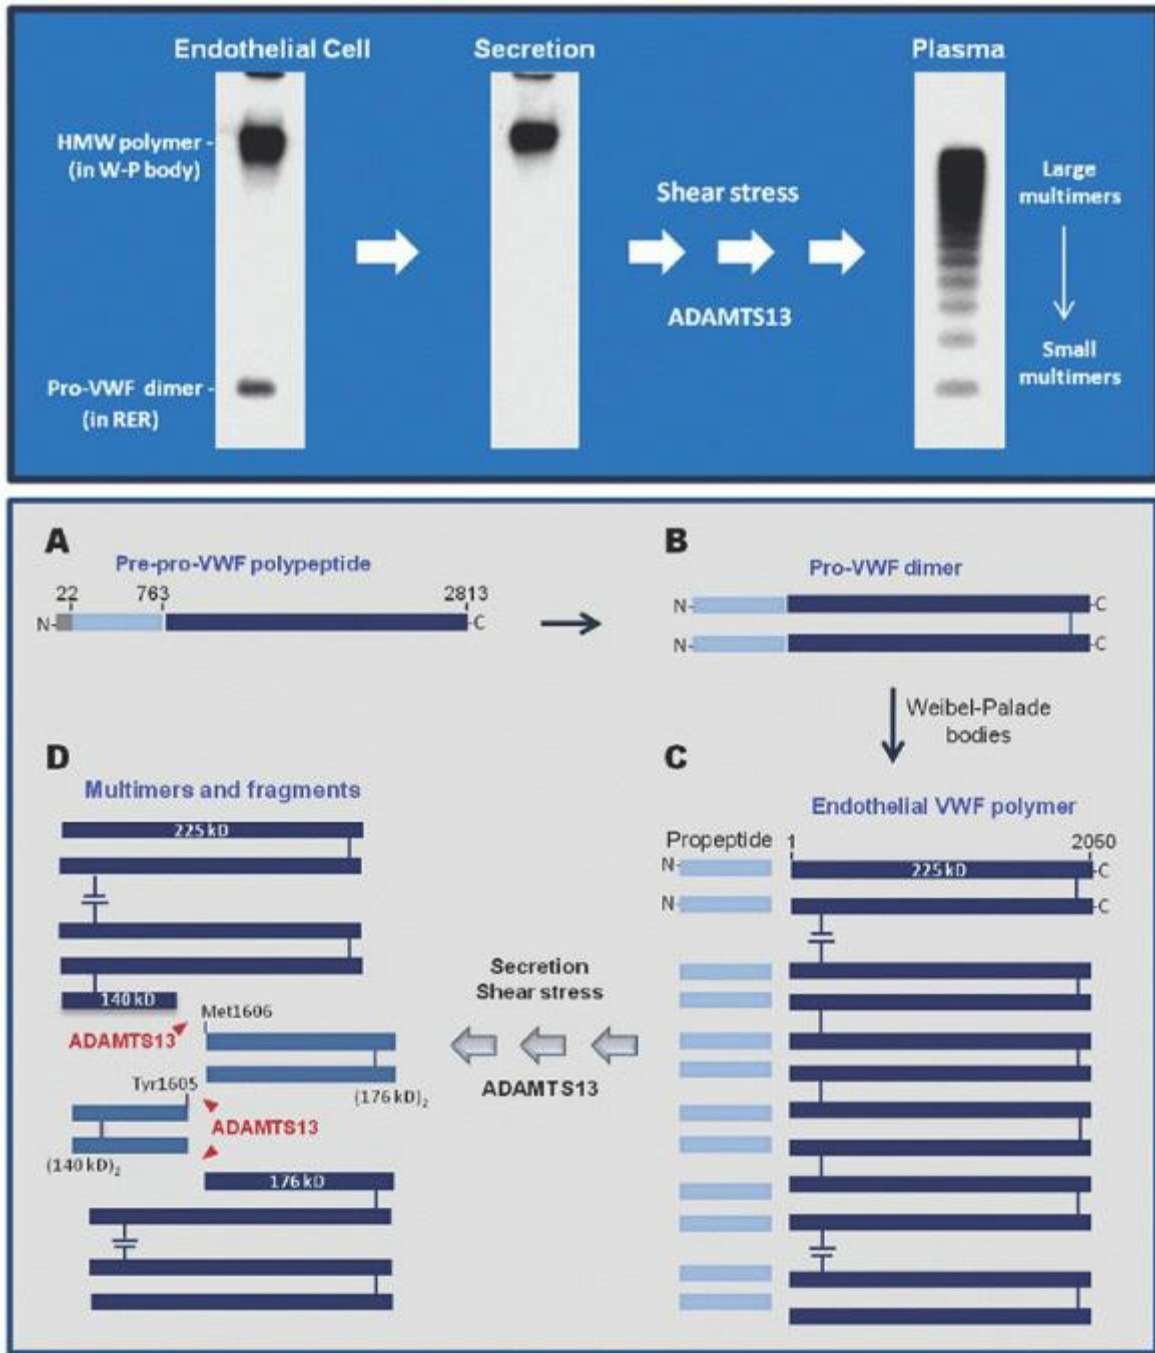 Endothelial Cell
Secretion
Plasma
HMW polymer -
(in W-P body)
Shear stress
ADAMTS13
Large
multimers
Small
multimers
Pro-VWF dimer -
(in RER)
A
Pre-pro-VWF polypeptide
22 763 2813
N- -C
B
Pro-VWF dimer
N- -C
N- -C
Weibel-Palade
bodies
C
Endothelial VWF polymer
Propeptide 1 2050
N- 225 kD -C
N- -C
Secretion
Shear stress
ADAMTS13
D
Multimers and fragments
225 kD
140 kD
Met1606
ADAMTS13
Tyr1605
(176 kD)2
ADAMTS13
(140 kD)2
176 kD